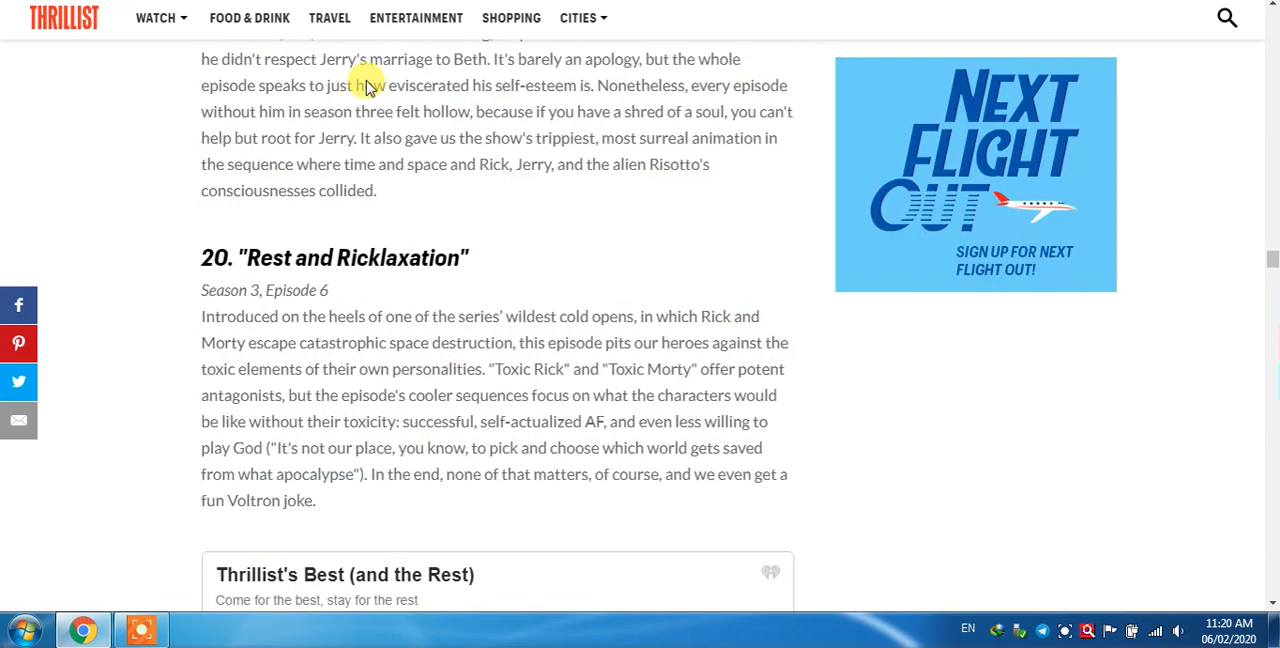 THRILLIST
WATCH
FOOD & DRINK
TRAVEL
ENTERTAINMENT
SHOPPING
CITIES
he didn't respect Jerry's marriage to Beth. It's barely an apology, but the whole
episode speaks to just how eviscerated his self-esteem is. Nonetheless, every episode
without him in season three felt hollow, because if you have a shred of a soul, you can't
help but root for Jerry. It also gave us the show's trippiest, most surreal animation in
the sequence where time and space and Rick, Jerry, and the alien Risotto's
consciousnesses collided.
20. "Rest and Ricklaxation"
Season 3, Episode 6
Introduced on the heels of one of the series' wildest cold opens, in which Rick and
Morty escape catastrophic space destruction, this episode pits our heroes against the
toxic elements of their own personalities. "Toxic Rick" and "Toxic Morty" offer potent
antagonists, but the episode's cooler sequences focus on what the characters would
be like without their toxicity: successful, self-actualized AF, and even less willing to
play God ("It's not our place, you know, to pick and choose which world gets saved
from what apocalypse"). In the end, none of that matters, of course, and we even get a
fun Voltron joke.
Thrillist's Best (and the Rest)
Come for the best, stay for the rest
NEXT
FLIGHT
OUT
SIGN UP FOR NEXT
FLIGHT OUT!
EN
11:20 AM
06/02/2020